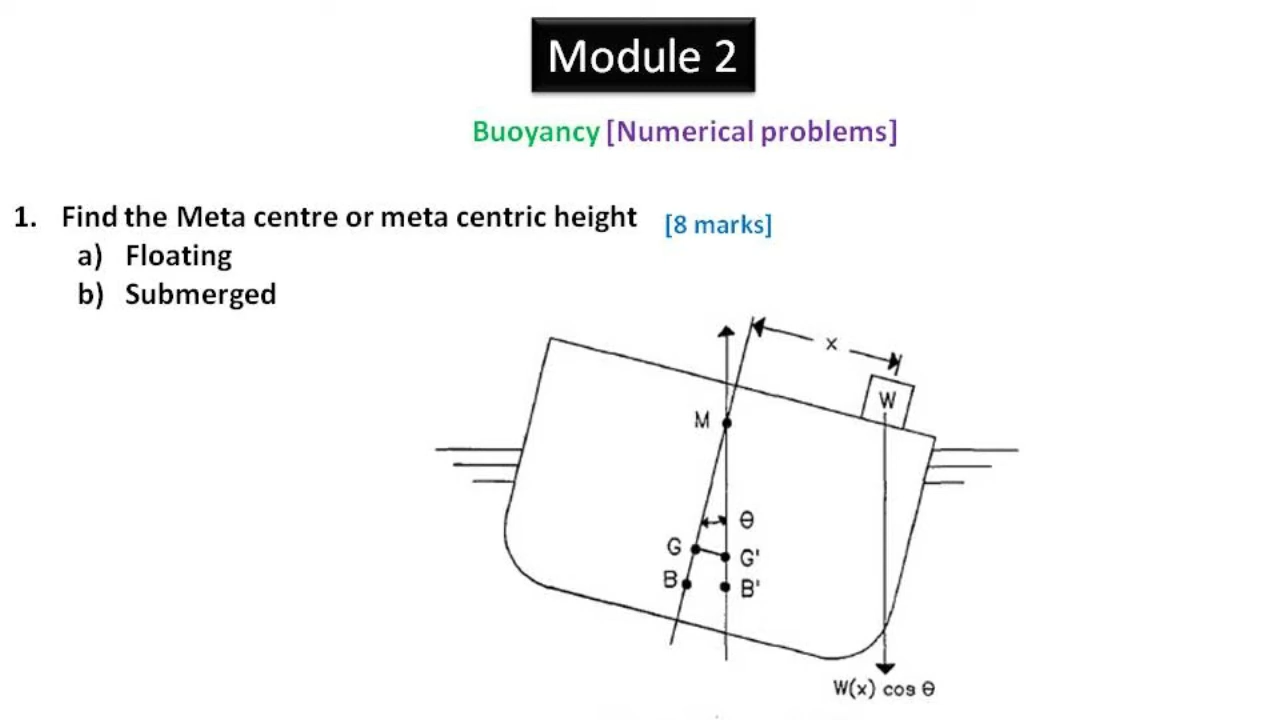 Module 2
Buoyancy [Numerical problems]
1. Find the Meta centre or meta centric height [8 marks]
a) Floating
b) Submerged
x
W
M
θ
G
G'
B
B'
W(x) cos θ